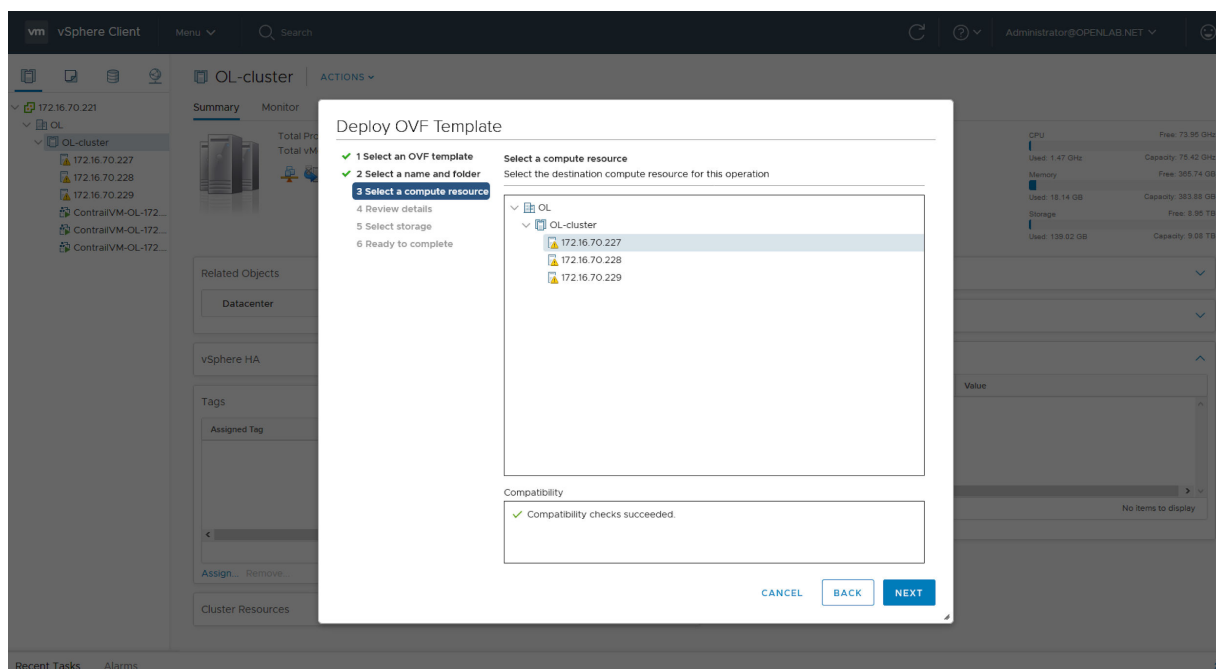 vm vSphere Client Menu Search Administrator@OPENLAB.NET
OL-cluster ACTIONS
172.16.70.221
OL
OL-cluster
172.16.70.227
172.16.70.228
172.16.70.229
ContrailVM-OL-172...
ContrailVM-OL-172...
ContrailVM-OL-172...
Summary Monitor
Total Pro
Total vM
CPU Free: 73.95 GHz
Used: 1.47 GHz Capacity: 75.42 GHz
Memory Free: 365.74 GB
Used: 18.14 GB Capacity: 383.88 GB
Storage Free: 8.95 TB
Used: 139.02 GB Capacity: 9.08 TB
Related Objects
Datacenter
vSphere HA
Tags
Assigned Tag
Assign... Remove...
Cluster Resources
Value
No items to display
Deploy OVF Template
1 Select an OVF template
2 Select a name and folder
3 Select a compute resource
4 Review details
5 Select storage
6 Ready to complete
Select a compute resource
Select the destination compute resource for this operation
OL
OL-cluster
172.16.70.227
172.16.70.228
172.16.70.229
Compatibility
Compatibility checks succeeded.
CANCEL BACK NEXT
Recent Tasks Alarms